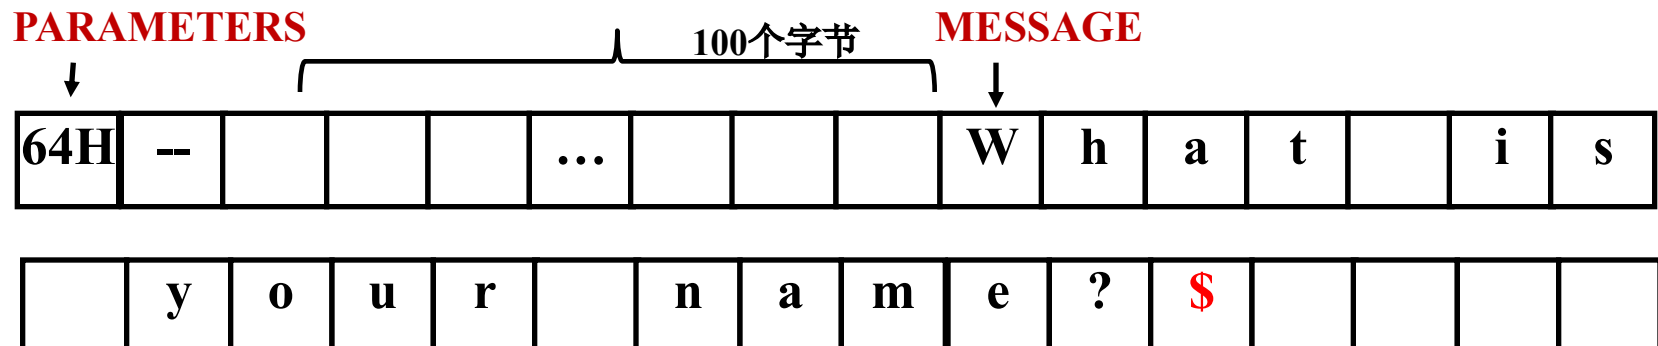 PARAMETERS 100个字节 MESSAGE
64H -- ... W h a t i s
y o u r n a m e ? $